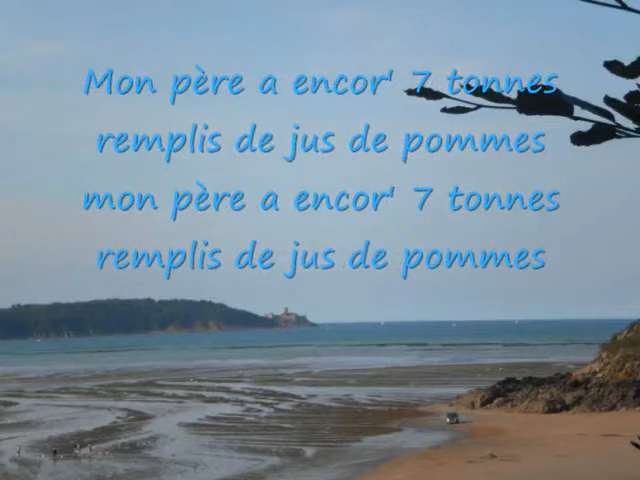 Mon père a encor' 7 tonnes
remplis de jus de pommes
mon père a encor' 7 tonnes
remplis de jus de pommes